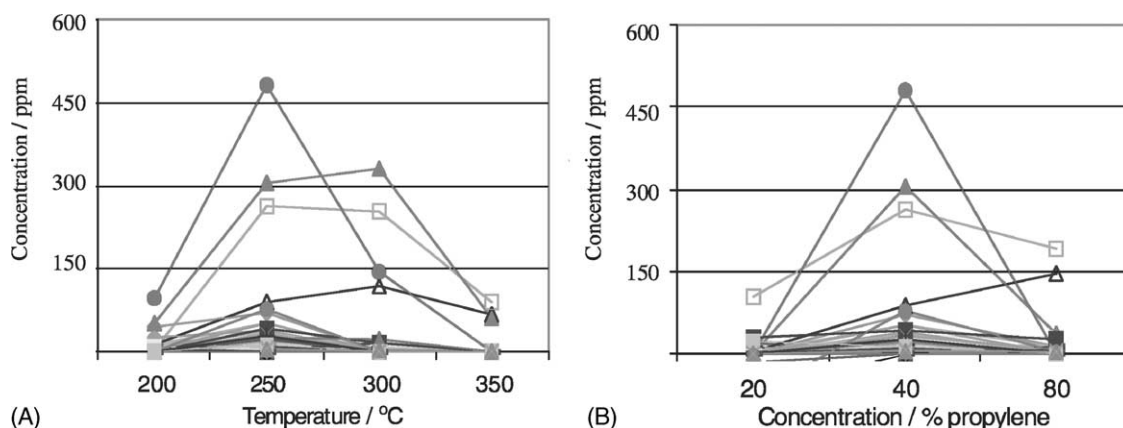 600
450
300
150
Concentration / ppm
200 250 300 350
Temperature / °C
(A)
600
450
300
150
Concentration / ppm
20 40 80
Concentration / % propylene
(B)